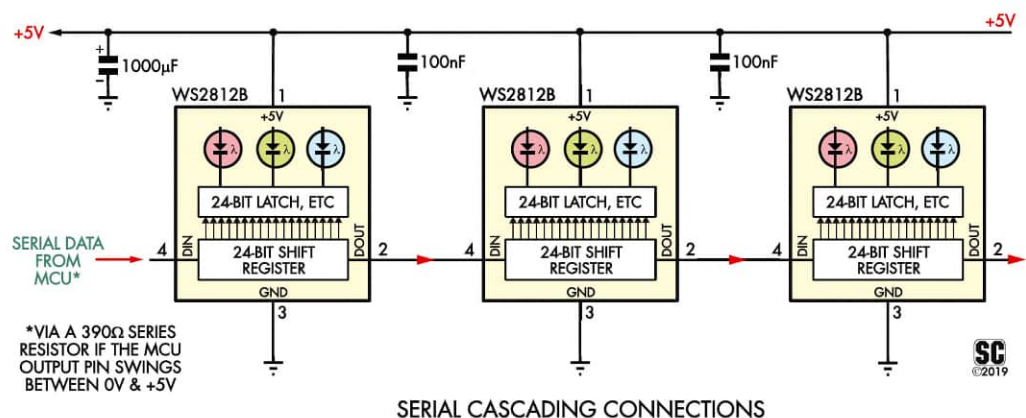 +5V
+5V
+
1000µF
–
100nF
100nF
WS2812B
1
WS2812B
1
WS2812B
1
+5V
+5V
+5V
λ
λ
λ
λ
λ
λ
λ
λ
λ
24-BIT LATCH, ETC
24-BIT LATCH, ETC
24-BIT LATCH, ETC
SERIAL DATA
FROM
MCU*
4
DIN
24-BIT SHIFT
REGISTER
DOUT
2
4
DIN
24-BIT SHIFT
REGISTER
DOUT
2
4
DIN
24-BIT SHIFT
REGISTER
DOUT
2
GND
GND
GND
3
3
3
*VIA A 390Ω SERIES
RESISTOR IF THE MCU
OUTPUT PIN SWINGS
BETWEEN 0V & +5V
SC
©2019
SERIAL CASCADING CONNECTIONS